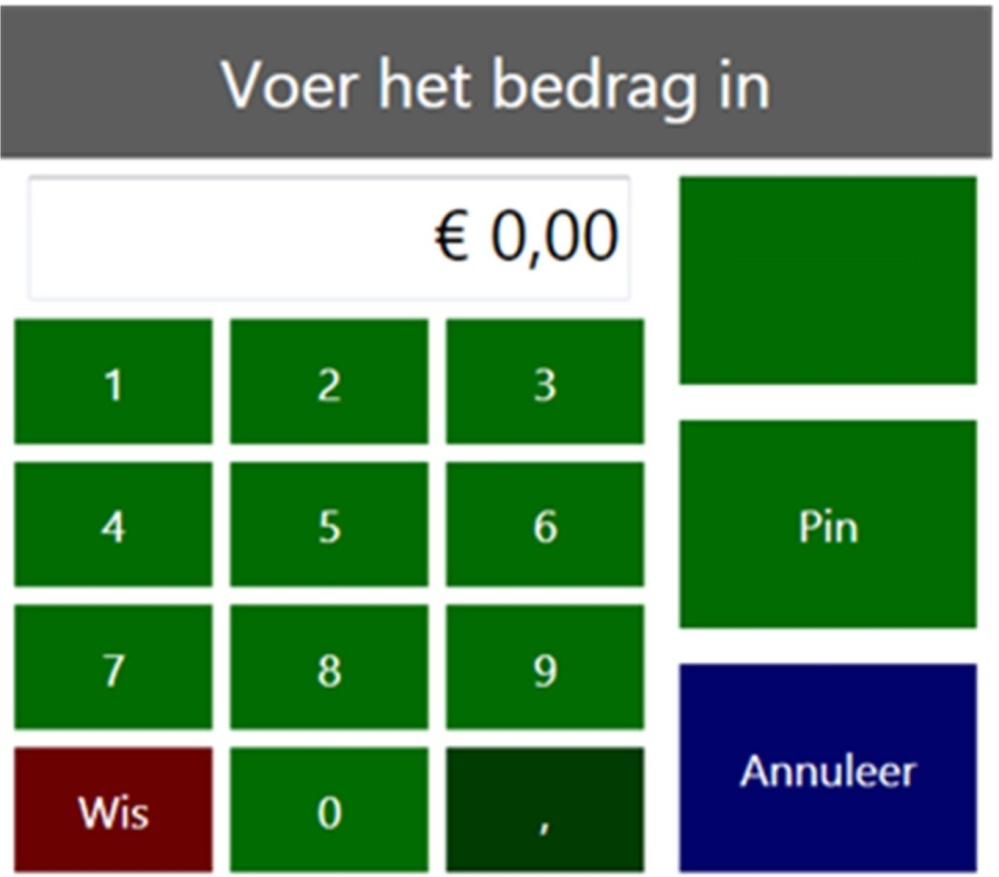 Voer het bedrag in
€ 0,00
1 2 3
4 5 6
Pin
7 8 9
Annuleer
Wis 0 ,